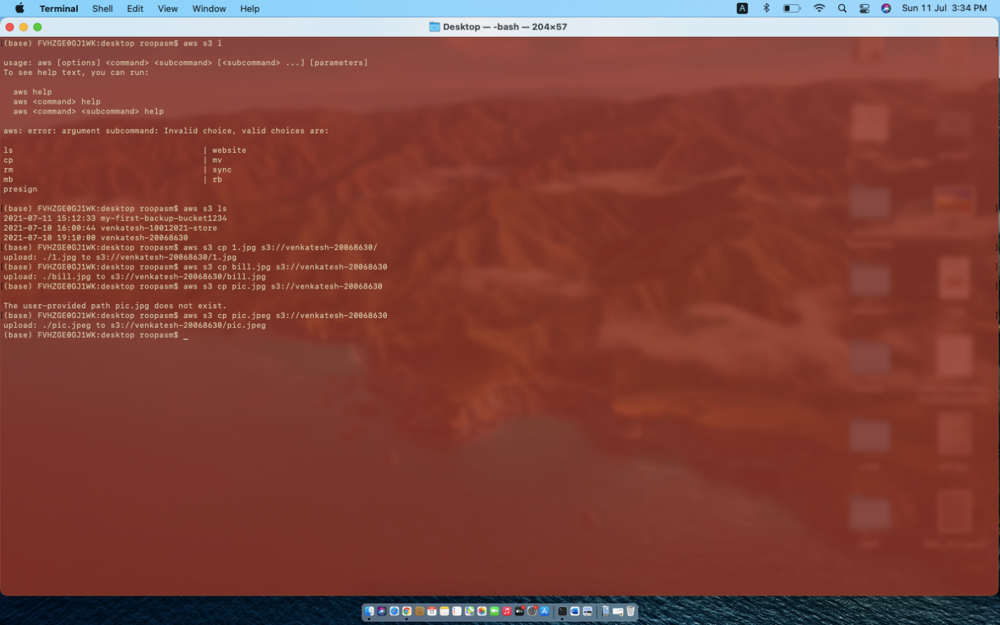 Terminal Shell Edit View Window Help A Sun 11 Jul 3:34 PM
Desktop — -bash — 204×57
(base) FVHZGE0GJ1WK:desktop roopasm$ aws s3 l
usage: aws [options] <command> <subcommand> [<subcommand> ...] [parameters]
To see help text, you can run:
aws help
aws <command> help
aws <command> <subcommand> help
aws: error: argument subcommand: Invalid choice, valid choices are:
ls | website
cp | mv
rm | sync
mb | rb
presign
(base) FVHZGE0GJ1WK:desktop roopasm$ aws s3 ls
2021-07-11 15:12:33 my-first-backup-bucket1234
2021-07-10 16:00:44 venkatesh-10012021-store
2021-07-10 19:10:00 venkatesh-20068630
(base) FVHZGE0GJ1WK:desktop roopasm$ aws s3 cp 1.jpg s3://venkatesh-20068630/
upload: ./1.jpg to s3://venkatesh-20068630/1.jpg
(base) FVHZGE0GJ1WK:desktop roopasm$ aws s3 cp bill.jpg s3://venkatesh-20068630
upload: ./bill.jpg to s3://venkatesh-20068630/bill.jpg
(base) FVHZGE0GJ1WK:desktop roopasm$ aws s3 cp pic.jpg s3://venkatesh-20068630
The user-provided path pic.jpg does not exist.
(base) FVHZGE0GJ1WK:desktop roopasm$ aws s3 cp pic.jpeg s3://venkatesh-20068630
upload: ./pic.jpeg to s3://venkatesh-20068630/pic.jpeg
(base) FVHZGE0GJ1WK:desktop roopasm$ _